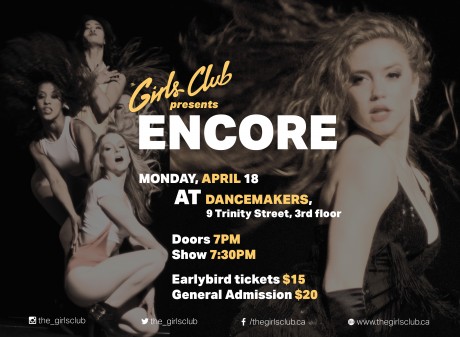 Girls Club
presents
ENCORE
MONDAY, APRIL 18
AT DANCEMAKERS,
9 Trinity Street, 3rd floor
Doors 7PM
Show 7:30PM
Earlybird tickets $15
General Admission $20
the_girlsclub the_girlsclub /thegirlsclub.ca www.thegirlsclub.ca